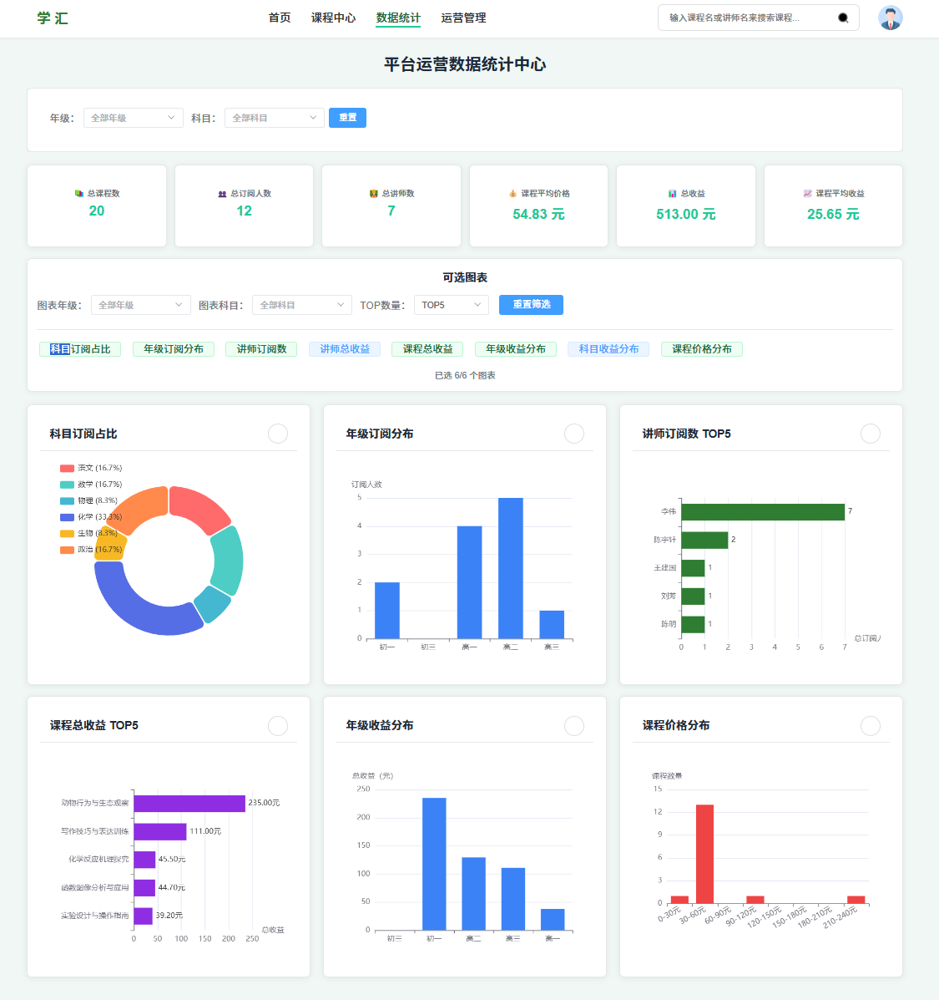 学 汇
首页 课程中心 数据统计 运营管理
输入课程名或讲师名来搜索课程...
平台运营数据统计中心
年级： 全部年级 科目： 全部科目 重置
总课程数 总订阅人数 总讲师数 课程平均价格 总收益 课程平均收益
20 12 7 54.83 元 513.00 元 25.65 元
可选图表
图表年级： 全部年级 图表科目： 全部科目 TOP数量： TOP5 重置筛选
科目订阅占比 年级订阅分布 讲师订阅数 讲师总收益 课程总收益 年级收益分布 科目收益分布 课程价格分布
已选 6/6 个图表
科目订阅占比
语文 (16.7%)
数学 (16.7%)
物理 (8.3%)
化学 (33.3%)
生物 (8.3%)
政治 (16.7%)
年级订阅分布
订阅人数
5
4
3
2
1
0
初一 初三 高一 高二 高三
讲师订阅数 TOP5
李伟 7
陈宇轩 2
王建国 1
刘芳 1
陈明 1
总订阅人
0 1 2 3 4 5 6 7
课程总收益 TOP5
动物行为与生态观察 235.00元
写作技巧与表达训练 111.00元
化学反应机理探究 45.50元
函数图像分析与应用 44.70元
实验设计与操作指南 39.20元
总收益
0 50 100 150 200 250
年级收益分布
总收益（元）
250
200
150
100
50
0
初三 初一 高二 高三 高一
课程价格分布
课程数量
15
12
9
6
3
0
0-30元 30-60元 60-90元 90-120元 120-150元 150-180元 180-210元 210-240元